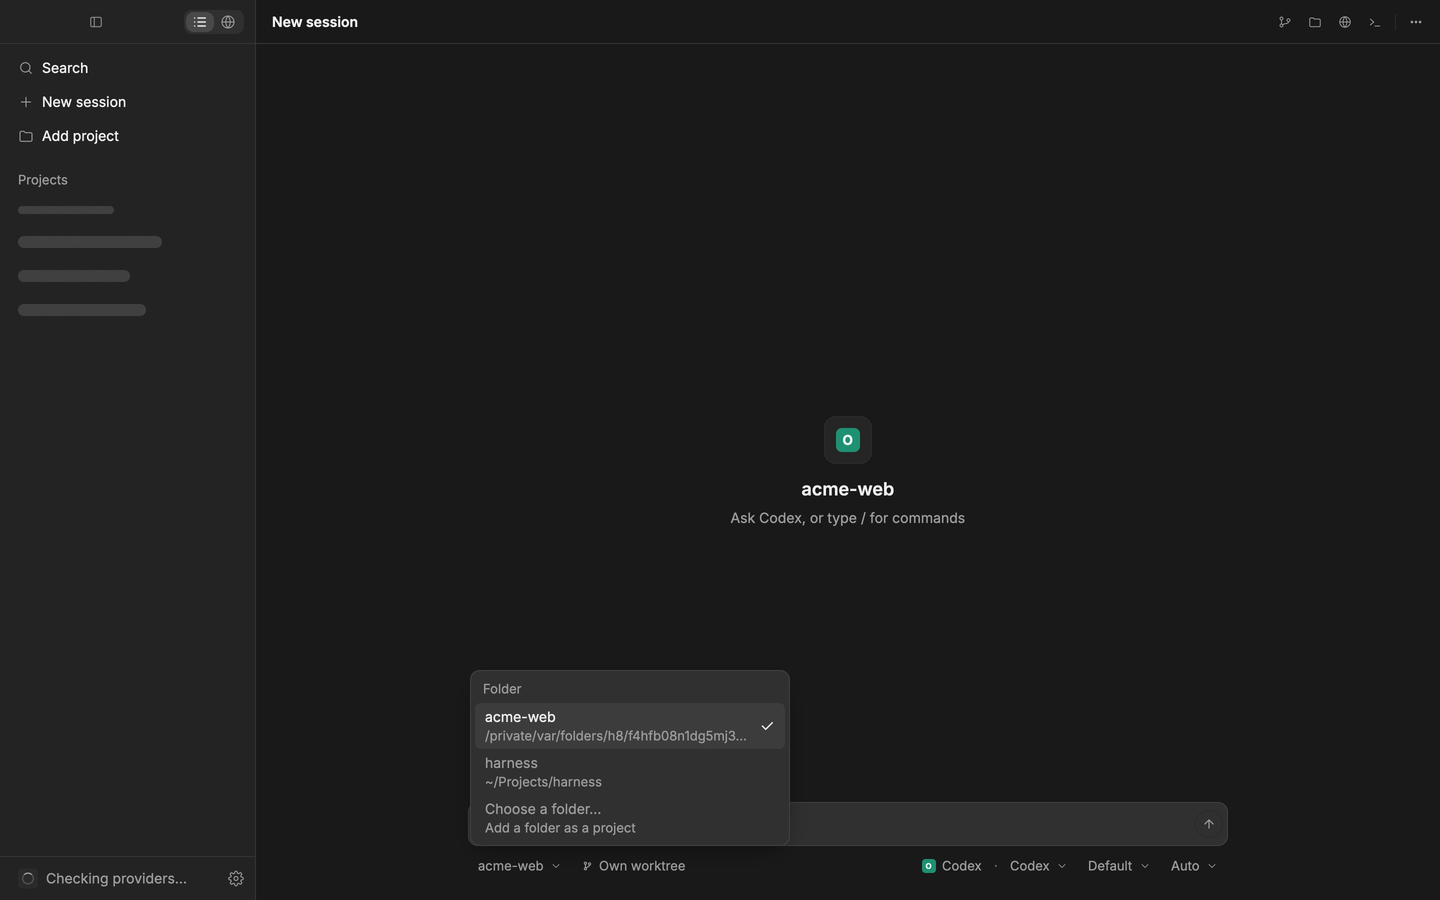 New session
Search
New session
Add project
Projects
O
acme-web
Ask Codex, or type / for commands
Folder
acme-web
/private/var/folders/h8/f4hfb08n1dg5mj3...
harness
~/Projects/harness
Choose a folder...
Add a folder as a project
acme-web
Own worktree
O Codex · Codex
Default
Auto
Checking providers...